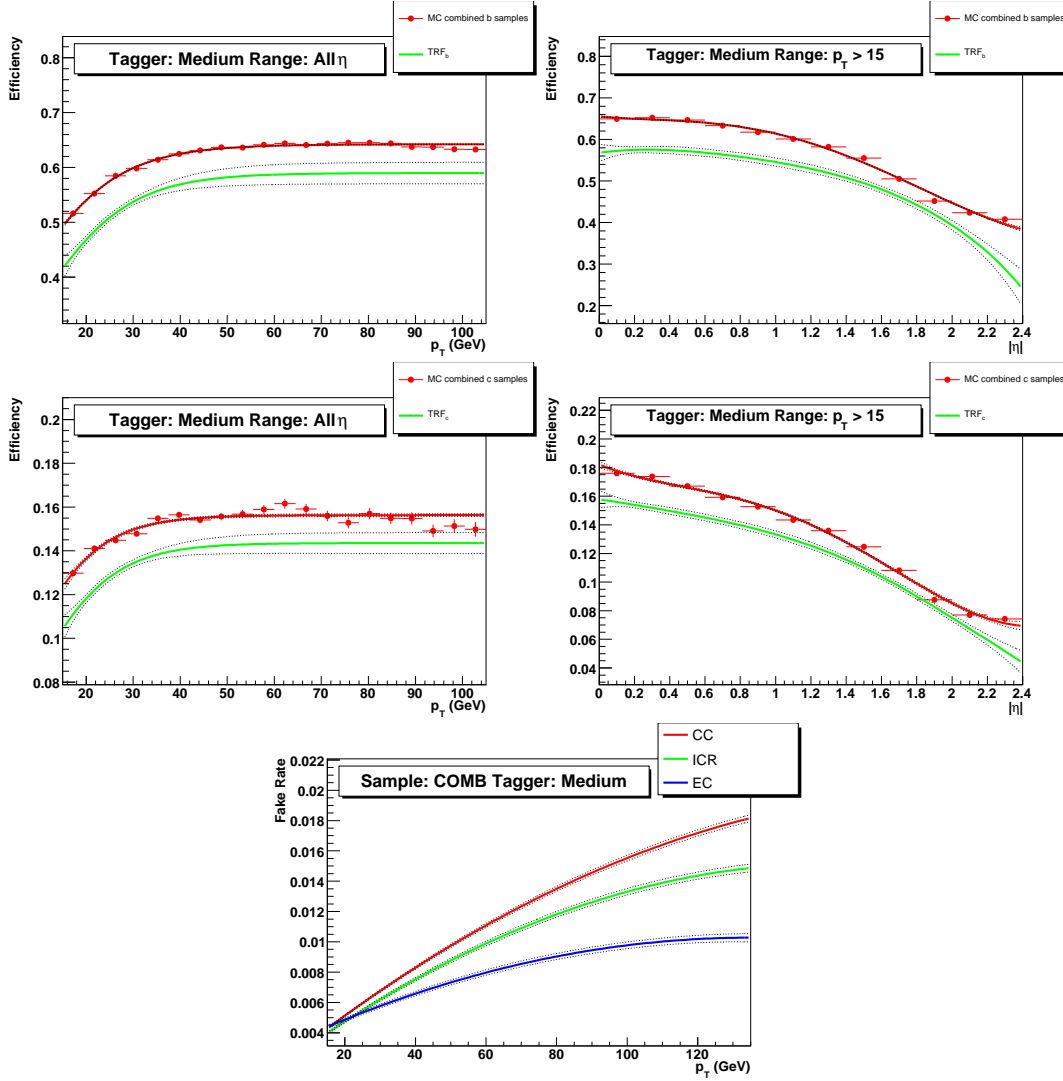 MC combined b samples
TRF_b
Tagger: Medium Range: All η
Efficiency
0.8
0.7
0.6
0.5
0.4
20 30 40 50 60 70 80 90 100
p_T (GeV)
MC combined b samples
TRF_b
Tagger: Medium Range: p_T > 15
Efficiency
0.8
0.7
0.6
0.5
0.4
0.3
0.2
0 0.2 0.4 0.6 0.8 1 1.2 1.4 1.6 1.8 2 2.2 2.4
|η|
MC combined c samples
TRF_c
Tagger: Medium Range: All η
Efficiency
0.2
0.18
0.16
0.14
0.12
0.1
0.08
20 30 40 50 60 70 80 90 100
p_T (GeV)
MC combined c samples
TRF_c
Tagger: Medium Range: p_T > 15
Efficiency
0.22
0.2
0.18
0.16
0.14
0.12
0.1
0.08
0.06
0.04
0 0.2 0.4 0.6 0.8 1 1.2 1.4 1.6 1.8 2 2.2 2.4
|η|
CC
ICR
EC
Sample: COMB Tagger: Medium
Fake Rate
0.022
0.02
0.018
0.016
0.014
0.012
0.01
0.008
0.006
0.004
20 40 60 80 100 120
p_T (GeV)